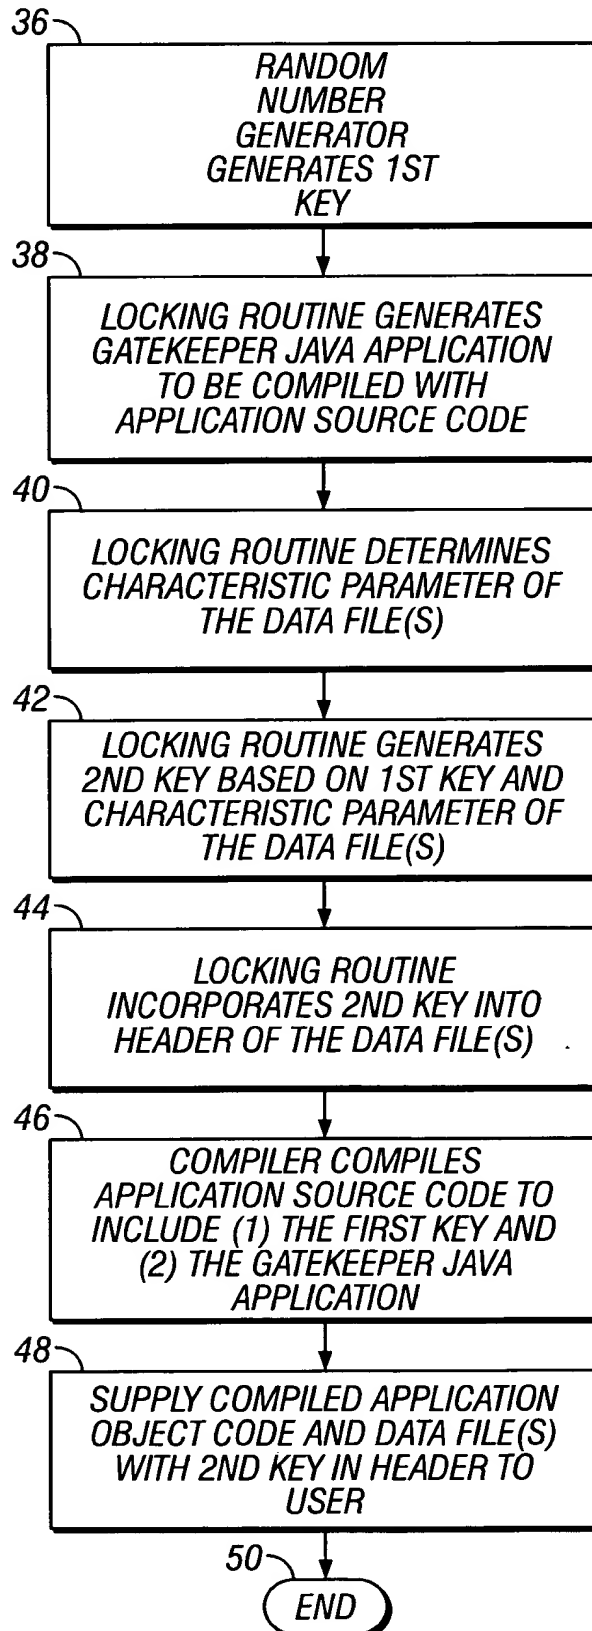 36
RANDOM
NUMBER
GENERATOR
GENERATES 1ST
KEY
38
LOCKING ROUTINE GENERATES
GATEKEEPER JAVA APPLICATION
TO BE COMPILED WITH
APPLICATION SOURCE CODE
40
LOCKING ROUTINE DETERMINES
CHARACTERISTIC PARAMETER OF
THE DATA FILE(S)
42
LOCKING ROUTINE GENERATES
2ND KEY BASED ON 1ST KEY AND
CHARACTERISTIC PARAMETER OF
THE DATA FILE(S)
44
LOCKING ROUTINE
INCORPORATES 2ND KEY INTO
HEADER OF THE DATA FILE(S)
46
COMPILER COMPILES
APPLICATION SOURCE CODE TO
INCLUDE (1) THE FIRST KEY AND
(2) THE GATEKEEPER JAVA
APPLICATION
48
SUPPLY COMPILED APPLICATION
OBJECT CODE AND DATA FILE(S)
WITH 2ND KEY IN HEADER TO
USER
50
END